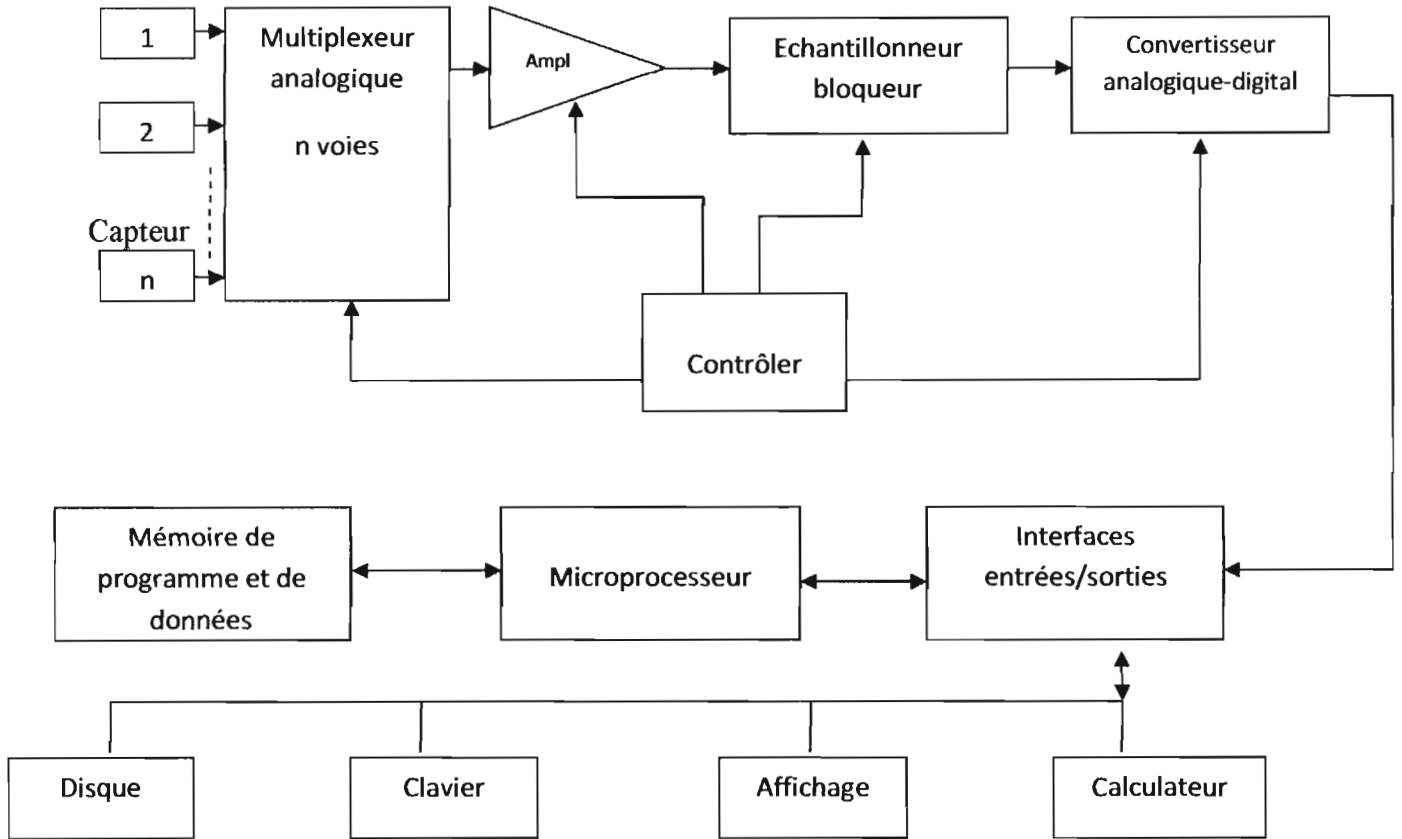 1
2
Capteur
n
Multiplexeur
analogique
n voies
Ampl
Echantillonneur
bloqueur
Convertisseur
analogique-digital
Contrôler
Mémoire de
programme et de
données
Microprocesseur
Interfaces
entrées/sorties
Disque
Clavier
Affichage
Calculateur